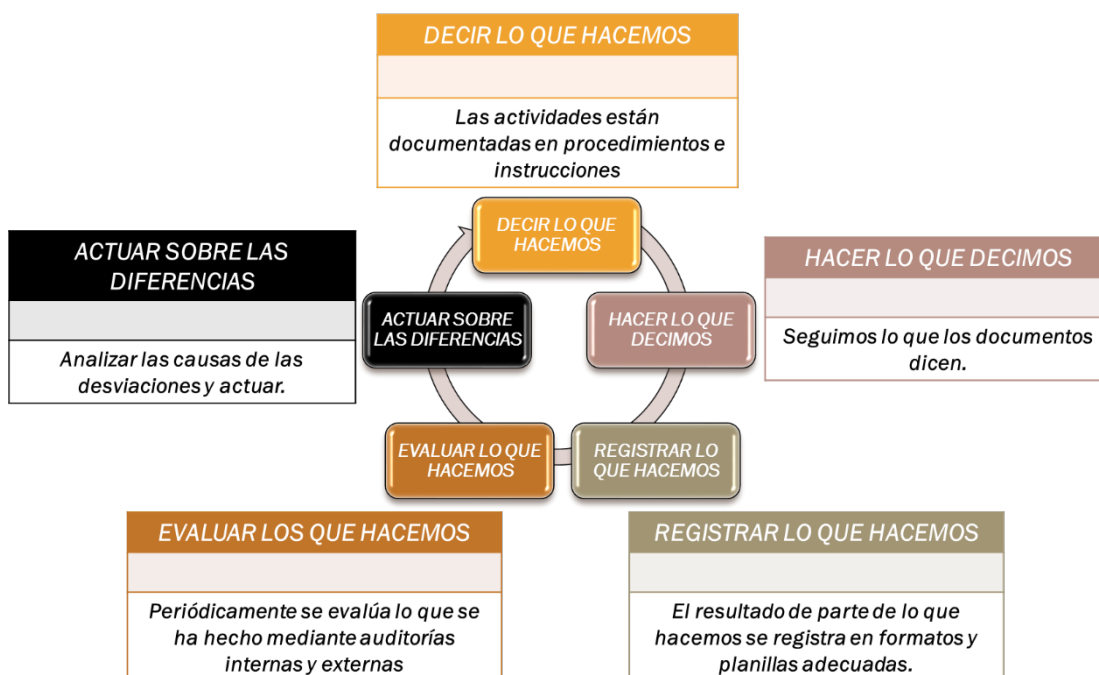 DECIR LO QUE HACEMOS
Las actividades están
documentadas en procedimientos e
instrucciones
DECIR LO QUE
HACEMOS
ACTUAR SOBRE LAS
DIFERENCIAS
Analizar las causas de las
desviaciones y actuar.
ACTUAR SOBRE
LAS DIFERENCIAS
HACER LO QUE
DECIMOS
HACER LO QUE DECIMOS
Seguimos lo que los documentos
dicen.
EVALUAR LO QUE
HACEMOS
REGISTRAR LO
QUE HACEMOS
EVALUAR LOS QUE HACEMOS
Periódicamente se evalúa lo que se
ha hecho mediante auditorías
internas y externas
REGISTRAR LO QUE HACEMOS
El resultado de parte de lo que
hacemos se registra en formatos y
planillas adecuadas.